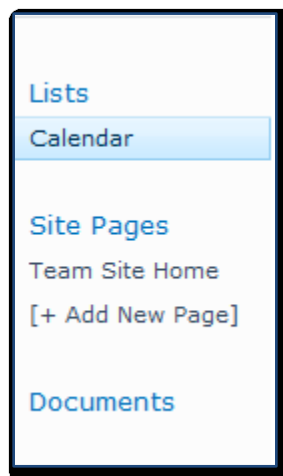 Lists
Calendar
Site Pages
Team Site Home
[+ Add New Page]
Documents